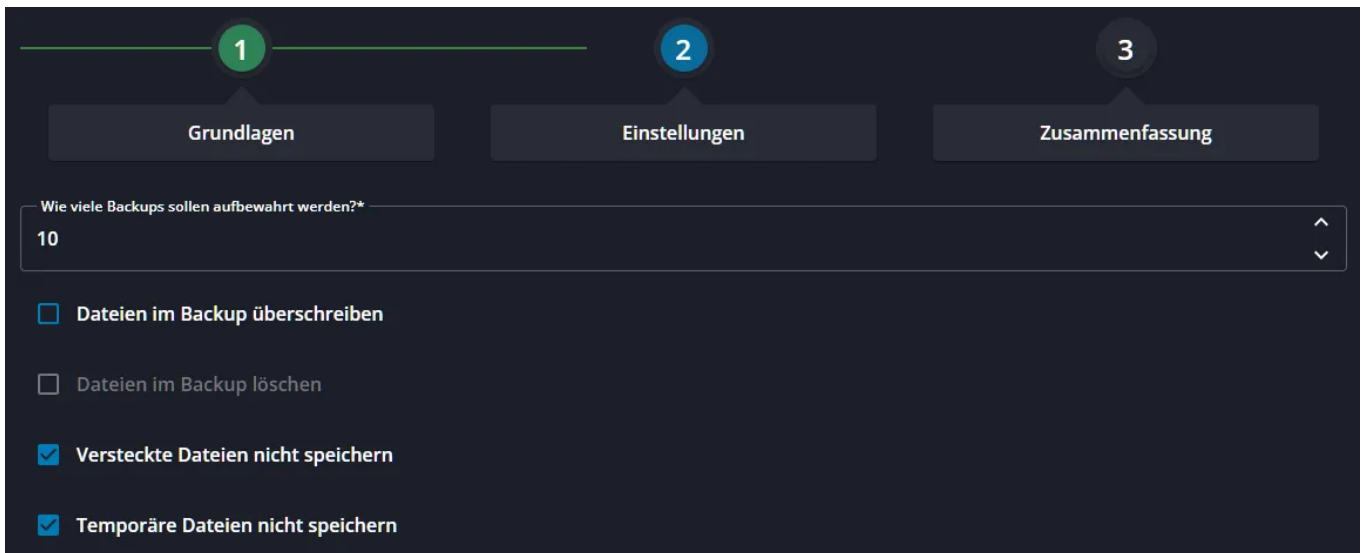 1
2
3
Grundlagen
Einstellungen
Zusammenfassung
Wie viele Backups sollen aufbewahrt werden?*
10
Dateien im Backup überschreiben
Dateien im Backup löschen
Versteckte Dateien nicht speichern
Temporäre Dateien nicht speichern